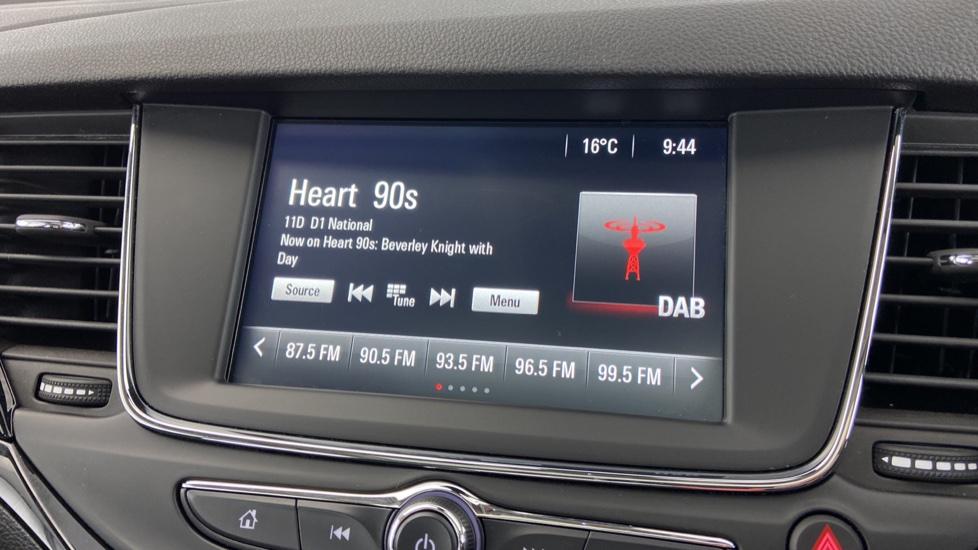 16°C 9:44
Heart 90s
11D D1 National
Now on Heart 90s: Beverley Knight with
Day
Source Tune Menu
DAB
87.5 FM 90.5 FM 93.5 FM 96.5 FM 99.5 FM